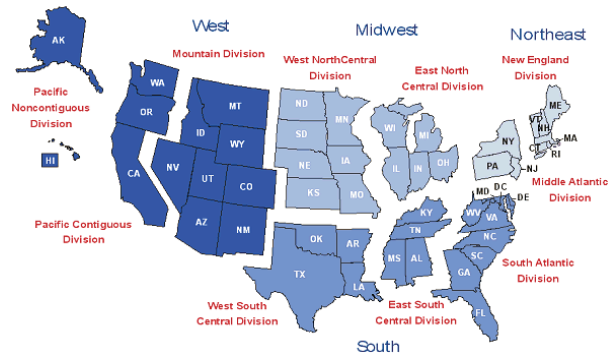 West
Midwest
Northeast
AK
Mountain Division
West NorthCentral
Division
East North
Central Division
New England
Division
Pacific
Noncontiguous
Division
WA
OR
CA
HI
MT
ID
WY
NV
UT
CO
AZ
NM
ND
SD
NE
KS
MN
IA
MO
WI
MI
IL
IN
OH
ME
VT
NH
NY
MA
CT
RI
PA
NJ
Middle Atlantic
Division
MD
DC
DE
WV
VA
KY
TN
NC
SC
GA
FL
MS
AL
OK
AR
TX
LA
Pacific Contiguous
Division
South Atlantic
Division
West South
Central Division
East South
Central Division
South